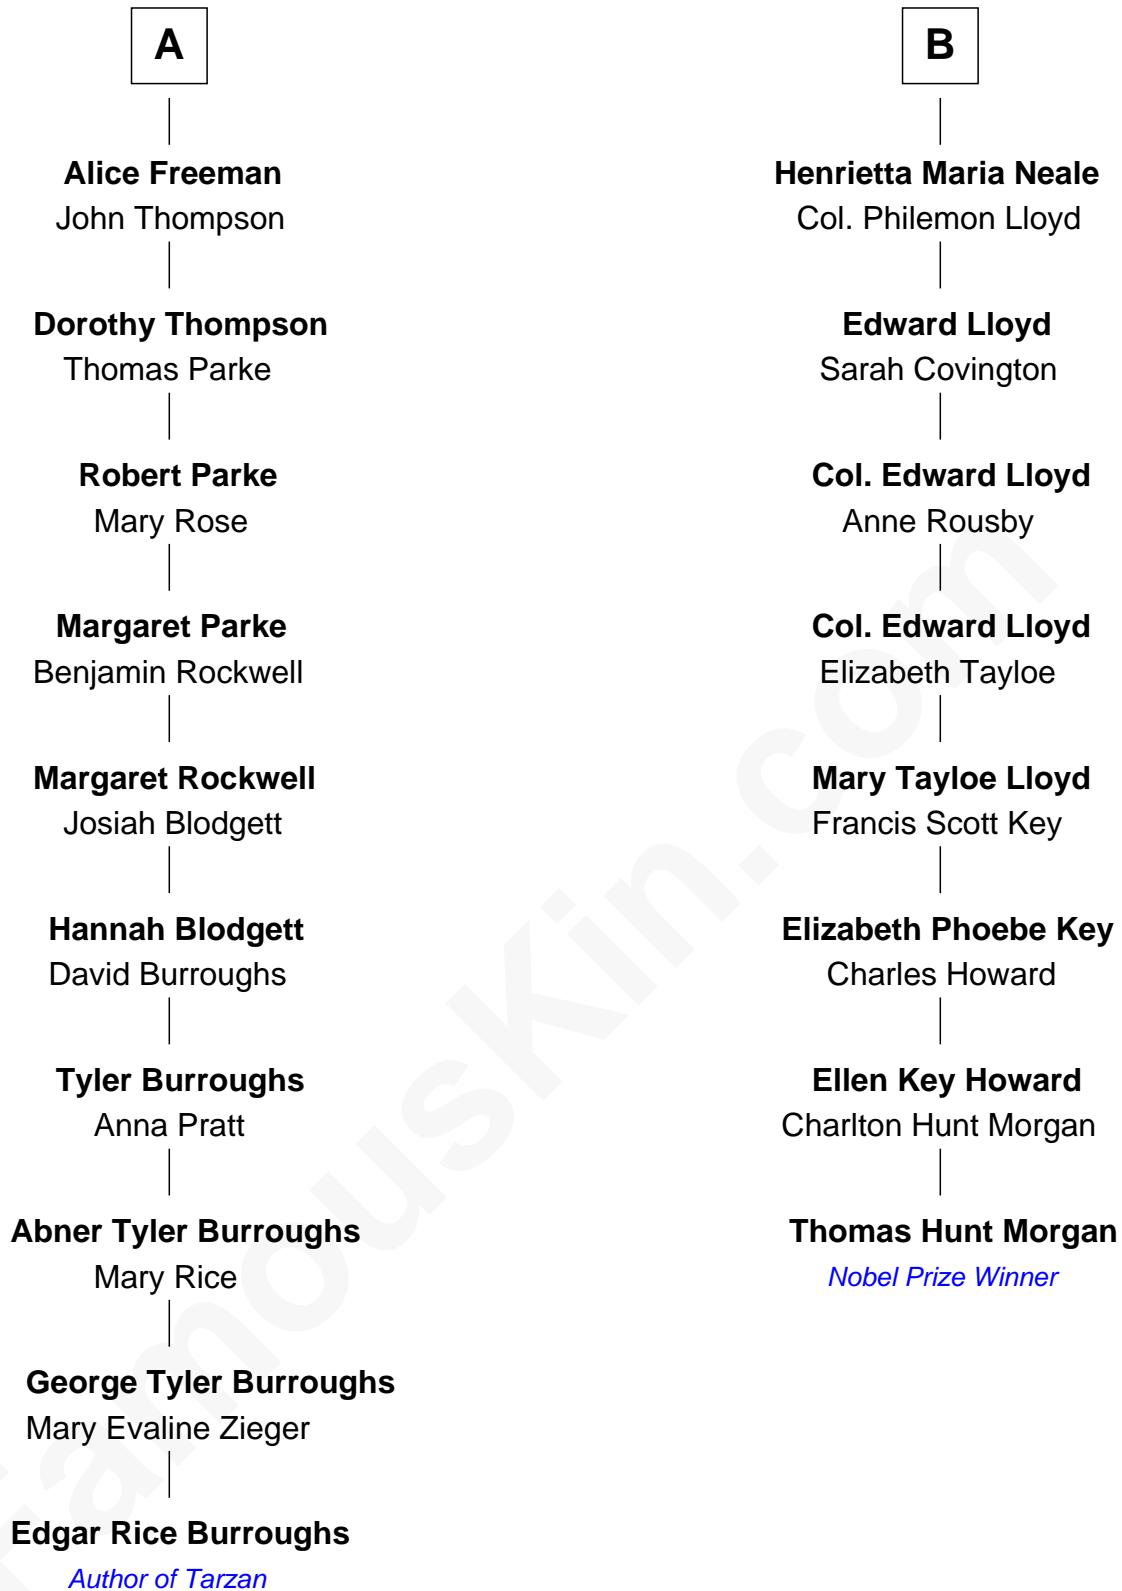 A
Alice Freeman
John Thompson
Dorothy Thompson
Thomas Parke
Robert Parke
Mary Rose
Margaret Parke
Benjamin Rockwell
Margaret Rockwell
Josiah Blodgett
Hannah Blodgett
David Burroughs
Tyler Burroughs
Anna Pratt
Abner Tyler Burroughs
Mary Rice
George Tyler Burroughs
Mary Evaline Zieger
Edgar Rice Burroughs
Author of Tarzan
B
Henrietta Maria Neale
Col. Philemon Lloyd
Edward Lloyd
Sarah Covington
Col. Edward Lloyd
Anne Rousby
Col. Edward Lloyd
Elizabeth Tayloe
Mary Tayloe Lloyd
Francis Scott Key
Elizabeth Phoebe Key
Charles Howard
Ellen Key Howard
Charlton Hunt Morgan
Thomas Hunt Morgan
Nobel Prize Winner
FamousKin.com